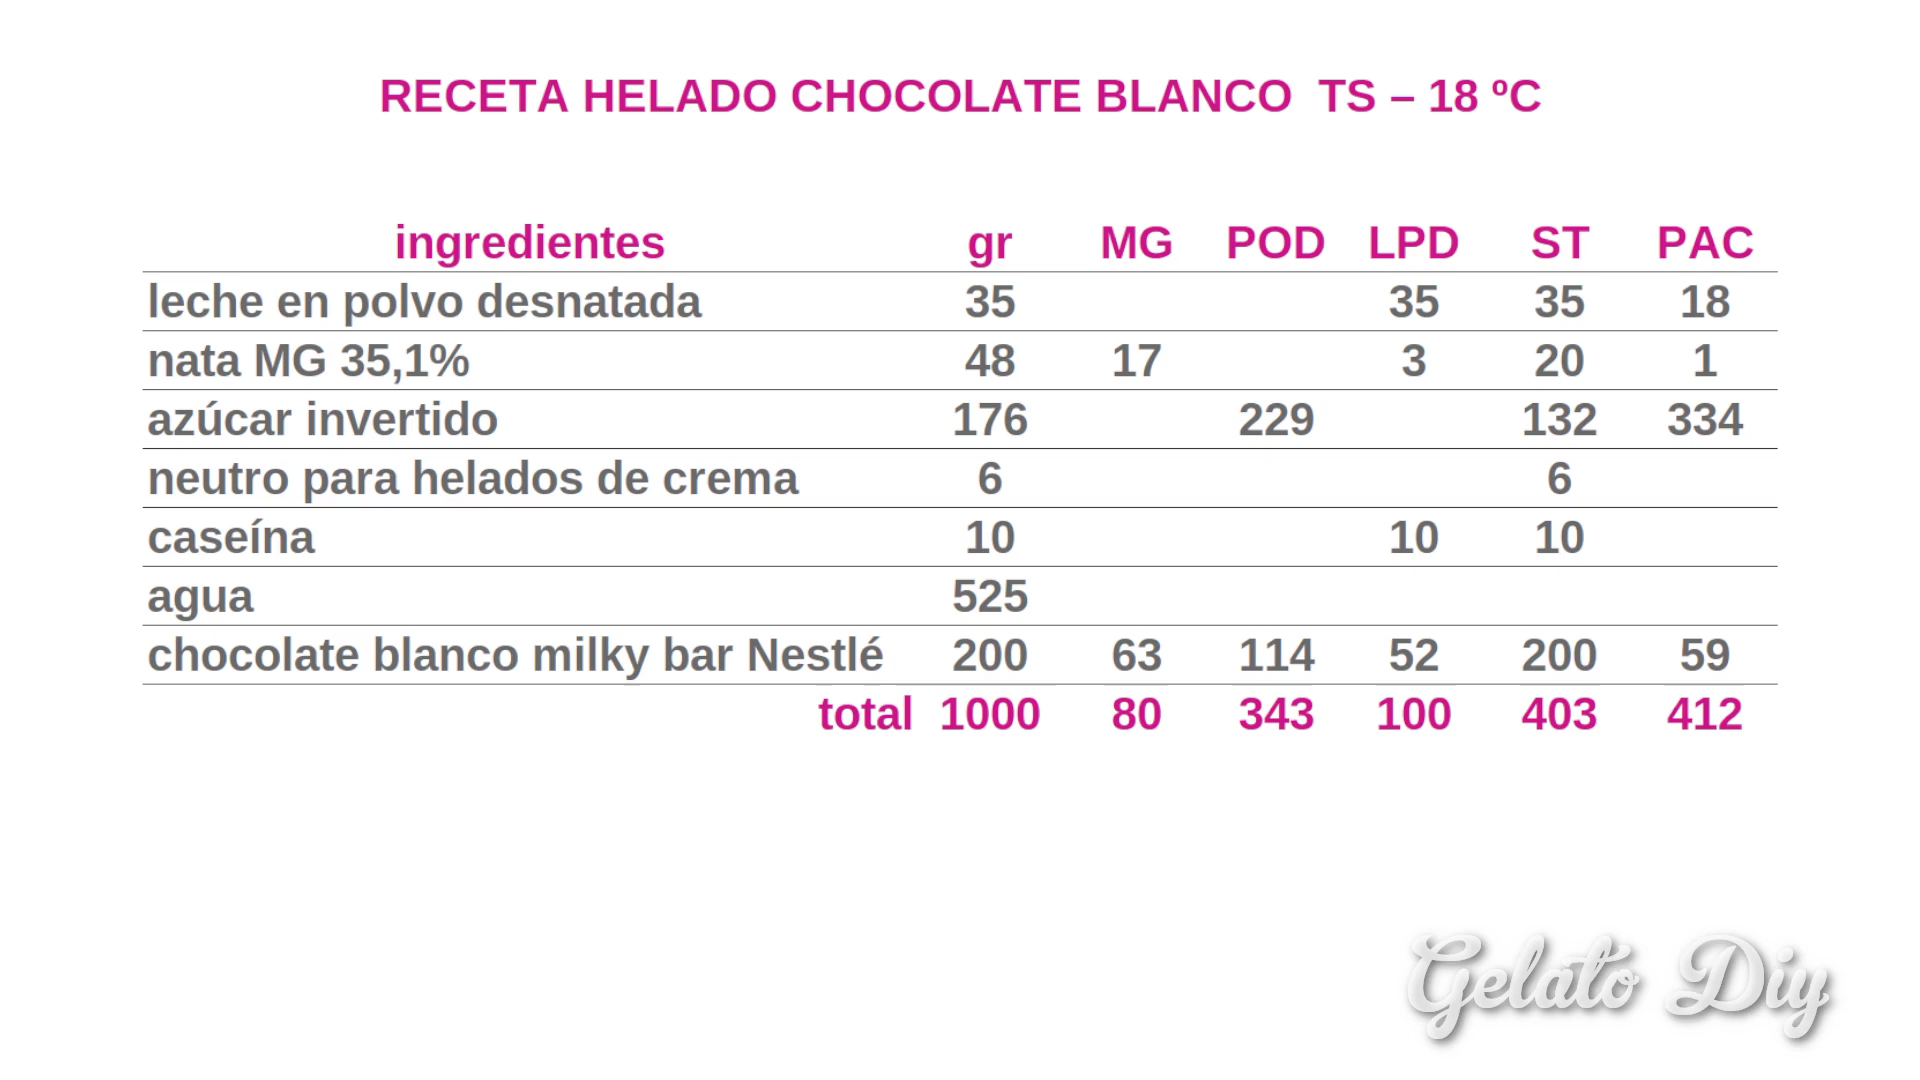 RECETA HELADO CHOCOLATE BLANCO TS – 18 ºC
ingredientes gr MG POD LPD ST PAC
leche en polvo desnatada 35 35 35 18
nata MG 35,1% 48 17 3 20 1
azúcar invertido 176 229 132 334
neutro para helados de crema 6 6
caseína 10 10 10
agua 525
chocolate blanco milky bar Nestlé 200 63 114 52 200 59
total 1000 80 343 100 403 412
Gelato Diy